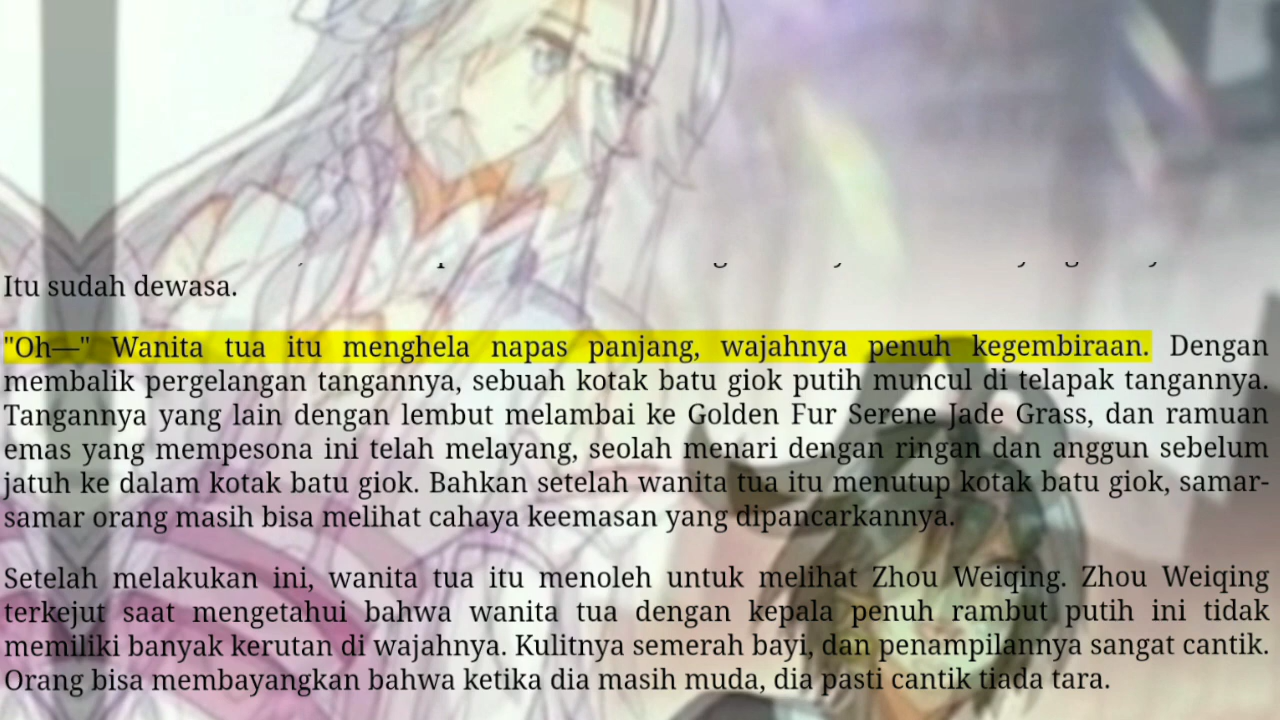 Itu sudah dewasa.
"Oh—" Wanita tua itu menghela napas panjang, wajahnya penuh kegembiraan. Dengan
membalik pergelangan tangannya, sebuah kotak batu giok putih muncul di telapak tangannya.
Tangannya yang lain dengan lembut melambai ke Golden Fur Serene Jade Grass, dan ramuan
emas yang mempesona ini telah melayang, seolah menari dengan ringan dan anggun sebelum
jatuh ke dalam kotak batu giok. Bahkan setelah wanita tua itu menutup kotak batu giok, samar-
samar orang masih bisa melihat cahaya keemasan yang dipancarkannya.
Setelah melakukan ini, wanita tua itu menoleh untuk melihat Zhou Weiqing. Zhou Weiqing
terkejut saat mengetahui bahwa wanita tua dengan kepala penuh rambut putih ini tidak
memiliki banyak kerutan di wajahnya. Kulitnya semerah bayi, dan penampilannya sangat cantik.
Orang bisa membayangkan bahwa ketika dia masih muda, dia pasti cantik tiada tara.